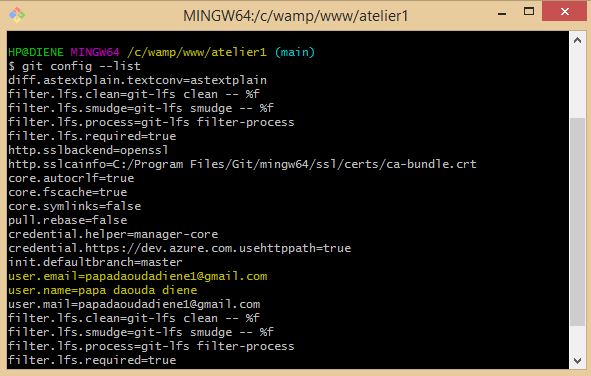 MINGW64:/c/wamp/www/atelier1
HP@DIENE MINGW64 /c/wamp/www/atelier1 (main)
$ git config --list
diff.astextplain.textconv=astextplain
filter.lfs.clean=git-lfs clean -- %f
filter.lfs.smudge=git-lfs smudge -- %f
filter.lfs.process=git-lfs filter-process
filter.lfs.required=true
http.sslbackend=openssl
http.sslcainfo=C:/Program Files/Git/mingw64/ssl/certs/ca-bundle.crt
core.autocrlf=true
core.fscache=true
core.symlinks=false
pull.rebase=false
credential.helper=manager-core
credential.https://dev.azure.com.usehttppath=true
init.defaultbranch=master
user.email=papadaoudadiene1@gmail.com
user.name=papa daouda diene
user.mail=papadaoudadiene1@gmail.com
filter.lfs.clean=git-lfs clean -- %f
filter.lfs.smudge=git-lfs smudge -- %f
filter.lfs.process=git-lfs filter-process
filter.lfs.required=true